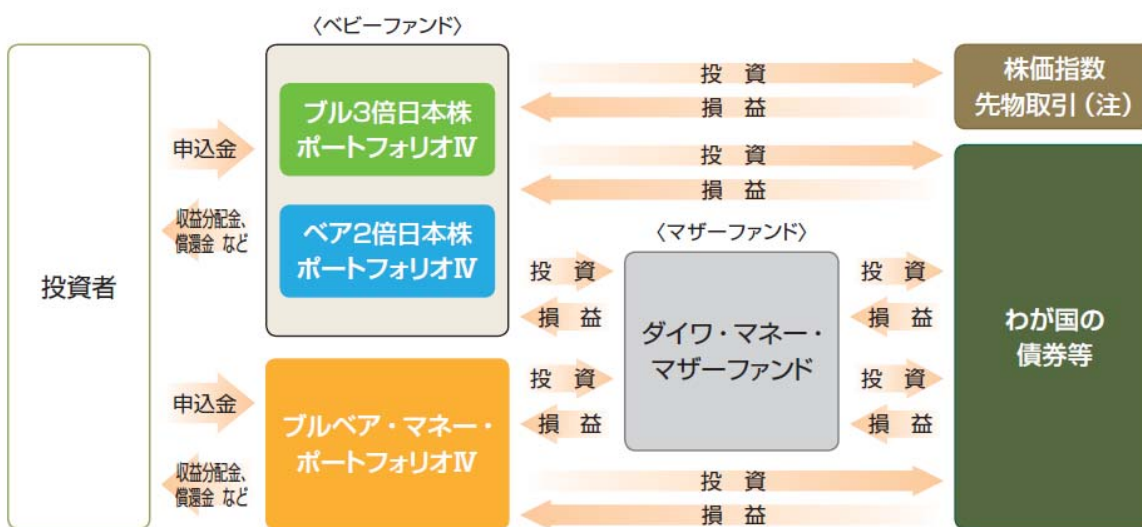 〈ベビーファンド〉
投資者
申込金
収益分配金、
償還金 など
ブル3倍日本株
ポートフォリオⅣ
ベア2倍日本株
ポートフォリオⅣ
投 資
損 益
株価指数
先物取引（注）
投 資
損 益
〈マザーファンド〉
投 資
損 益
ダイワ・マネー・
マザーファンド
投 資
損 益
わが国の
債券等
申込金
収益分配金、
償還金 など
ブルベア・マネー・
ポートフォリオⅣ
投 資
損 益
投 資
損 益
投 資
損 益